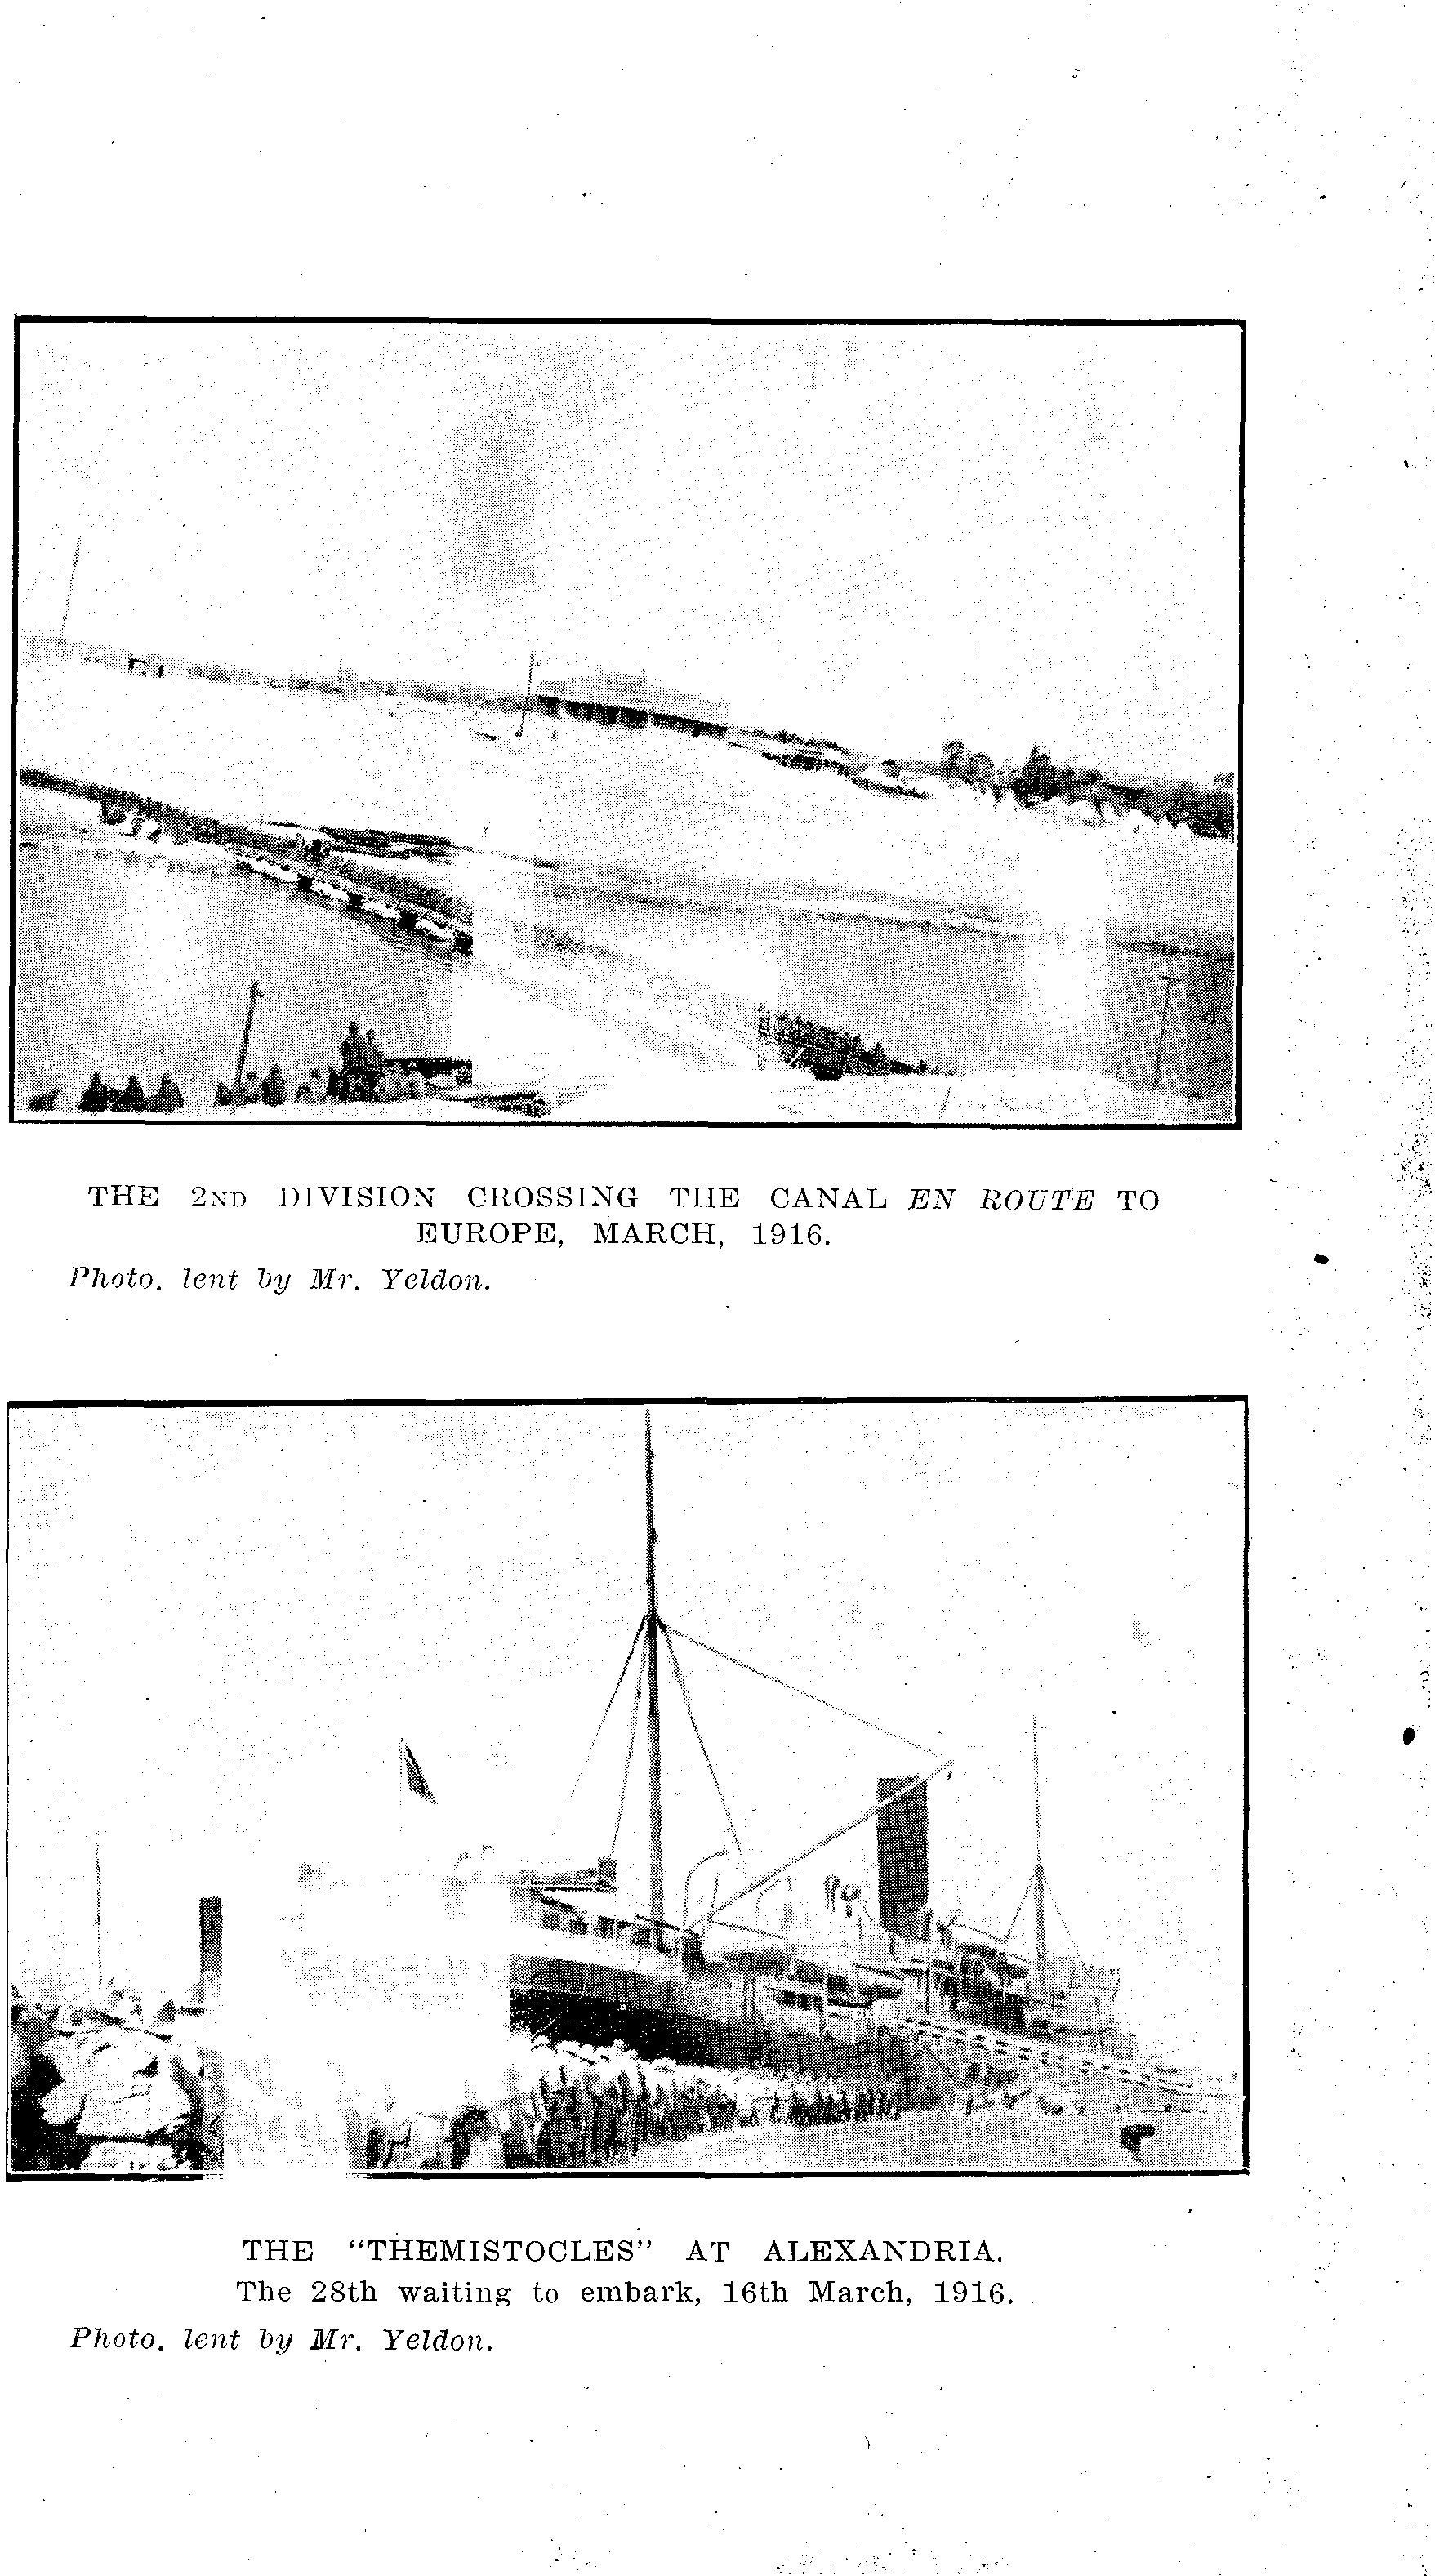 THE 2ND DIVISION CROSSING THE CANAL EN ROUTE TO
EUROPE, MARCH, 1916.
Photo. lent by Mr. Yeldon.
THE "THEMISTOCLES" AT ALEXANDRIA.
The 28th waiting to embark, 16th March, 1916.
Photo. lent by Mr. Yeldon.